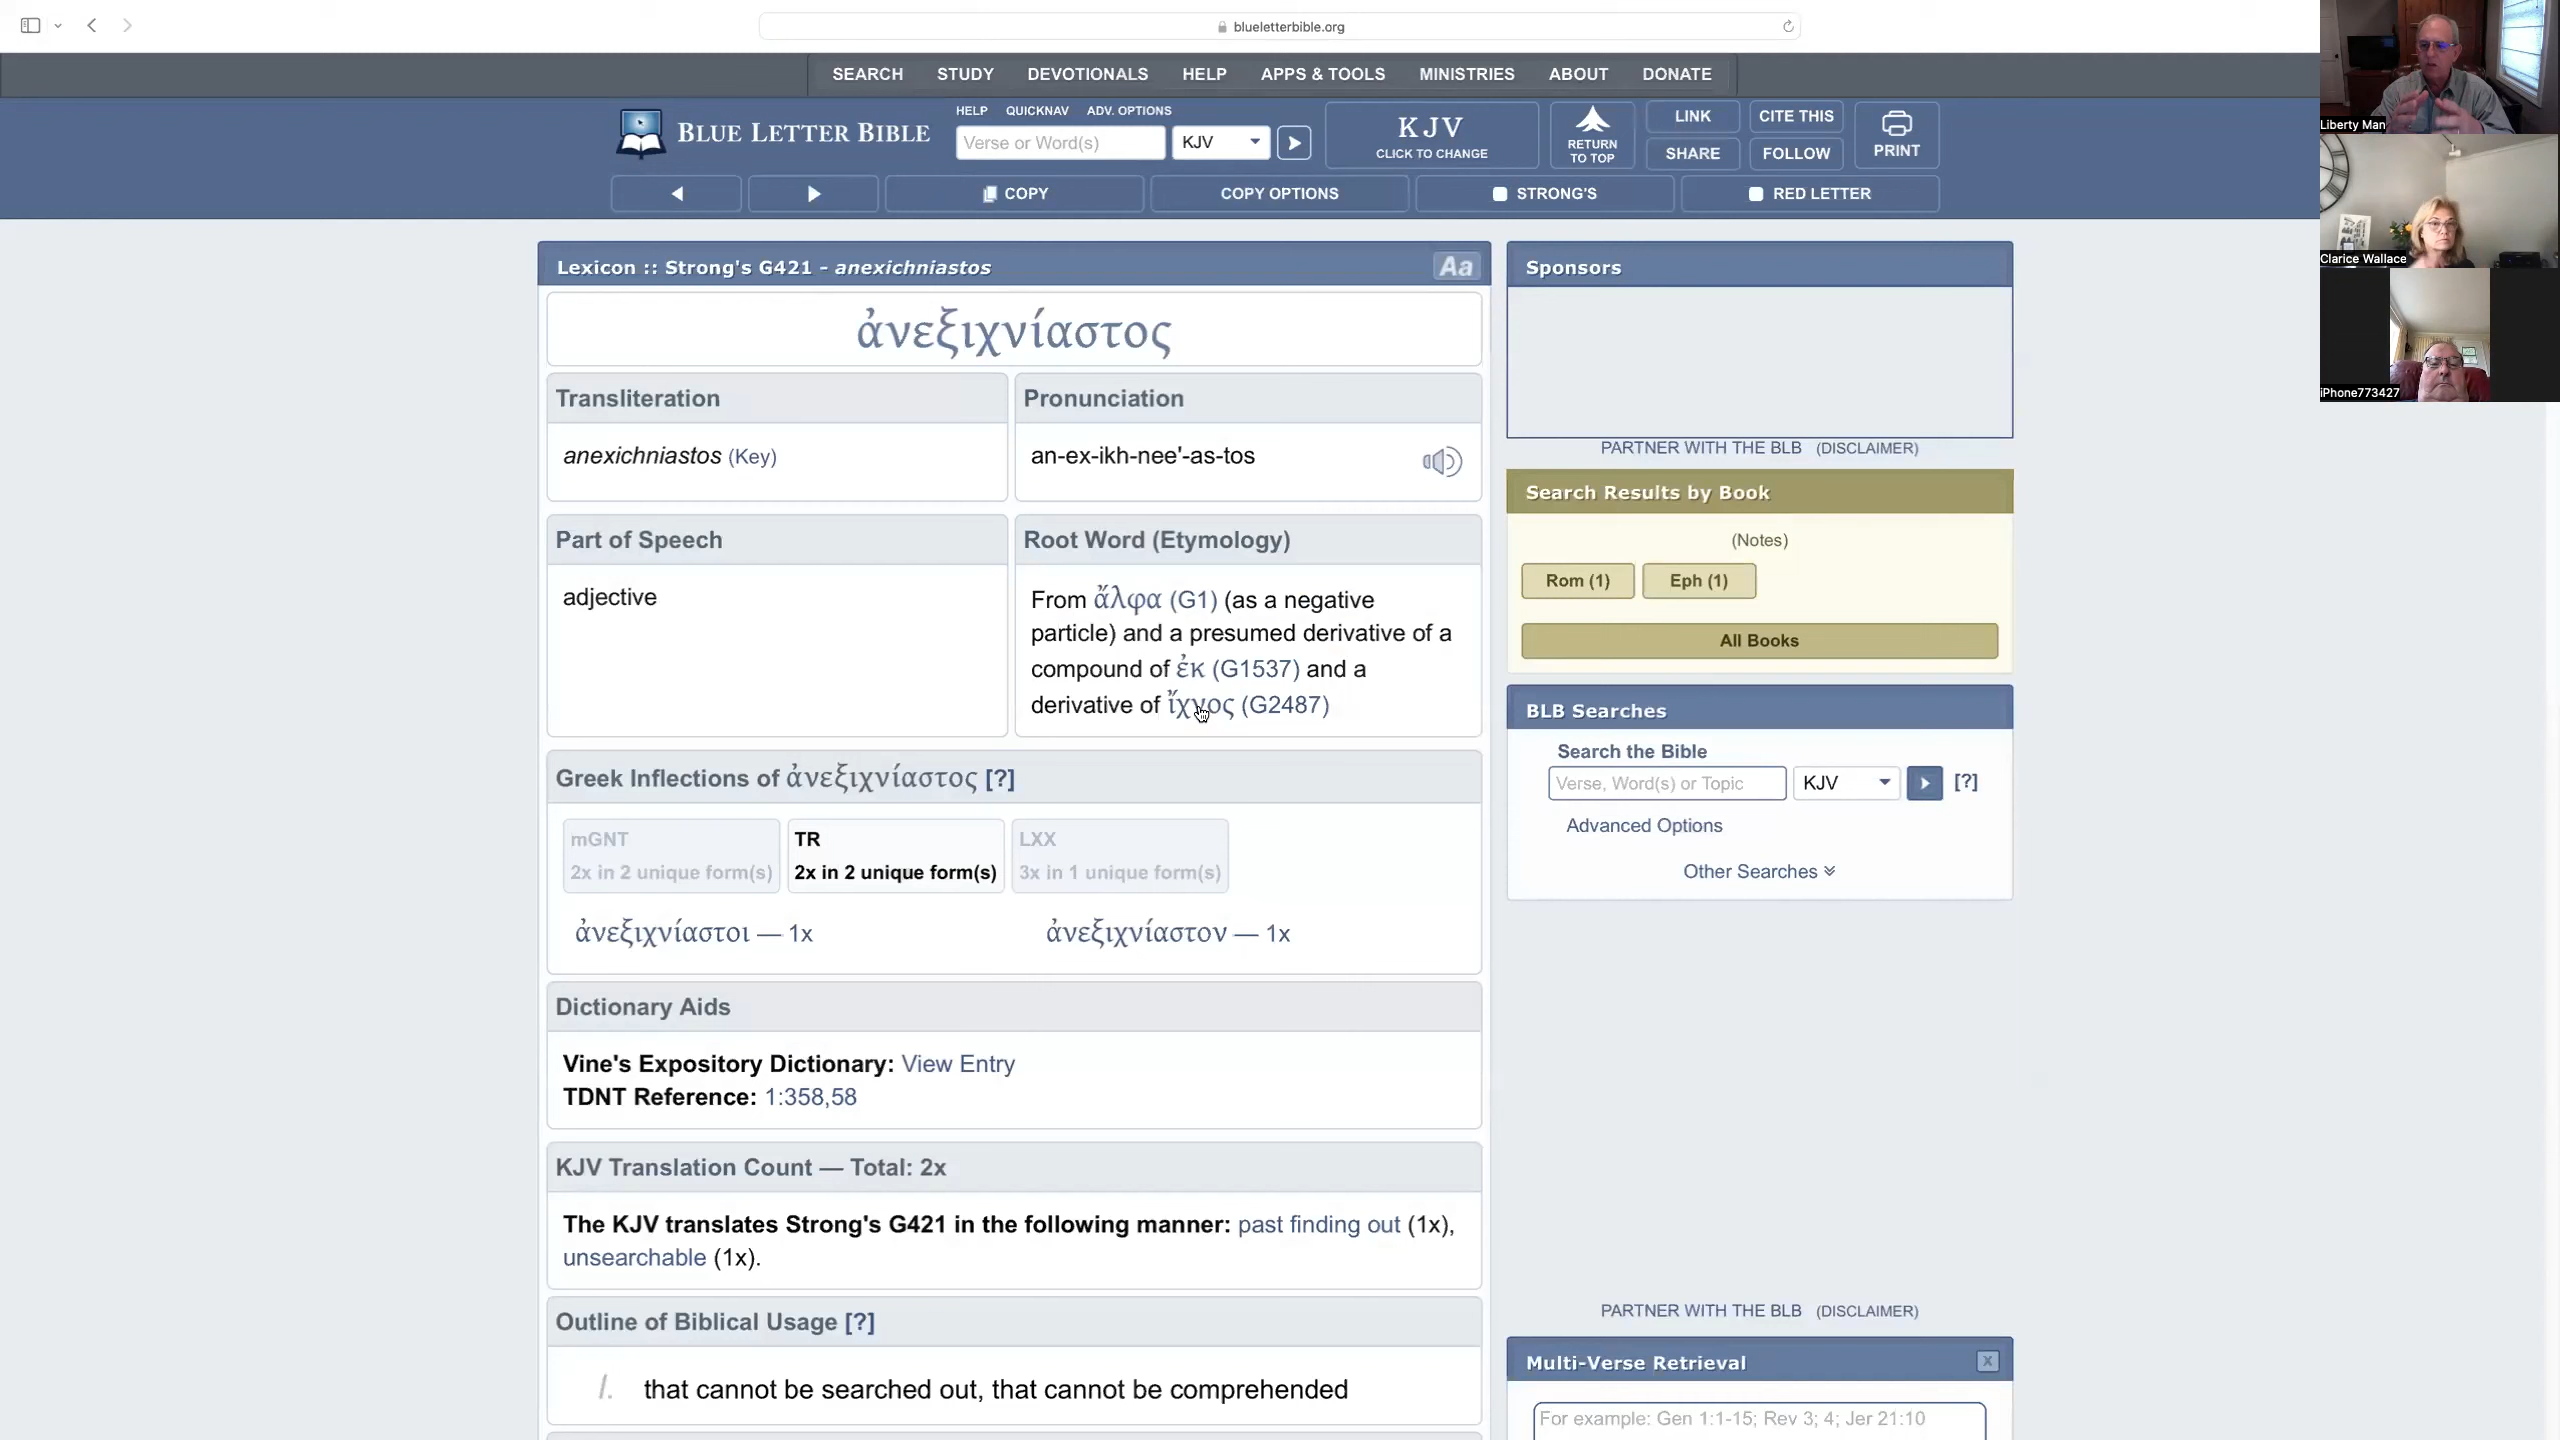 blueletterbible.org
SEARCH STUDY DEVOTIONALS HELP APPS & TOOLS MINISTRIES ABOUT DONATE
BLUE LETTER BIBLE
HELP QUICKNAV ADV. OPTIONS
Verse or Word(s) KJV
KJV
CLICK TO CHANGE
RETURN
TO TOP
LINK CITE THIS
SHARE FOLLOW
PRINT
COPY COPY OPTIONS STRONG'S RED LETTER
Liberty Man
Clarice Wallace
iPhone773427
Lexicon :: Strong's G421 - anexichniastos Aa
ἀνεξιχνίαστος
Transliteration
anexichniastos (Key)
Pronunciation
an-ex-ikh-nee'-as-tos
Part of Speech
adjective
Root Word (Etymology)
From ἄλφα (G1) (as a negative
particle) and a presumed derivative of a
compound of ἐκ (G1537) and a
derivative of ἴχνος (G2487)
Greek Inflections of ἀνεξιχνίαστος [?]
mGNT
2x in 2 unique form(s)
TR
2x in 2 unique form(s)
LXX
3x in 1 unique form(s)
ἀνεξιχνίαστοι — 1x
ἀνεξιχνίαστον — 1x
Dictionary Aids
Vine's Expository Dictionary: View Entry
TDNT Reference: 1:358,58
KJV Translation Count — Total: 2x
The KJV translates Strong's G421 in the following manner: past finding out (1x),
unsearchable (1x).
Outline of Biblical Usage [?]
I. that cannot be searched out, that cannot be comprehended
Sponsors
PARTNER WITH THE BLB (DISCLAIMER)
Search Results by Book
(Notes)
Rom (1) Eph (1)
All Books
BLB Searches
Search the Bible
Verse, Word(s) or Topic KJV [?]
Advanced Options
Other Searches
PARTNER WITH THE BLB (DISCLAIMER)
Multi-Verse Retrieval x
For example: Gen 1:1-15; Rev 3; 4; Jer 21:10